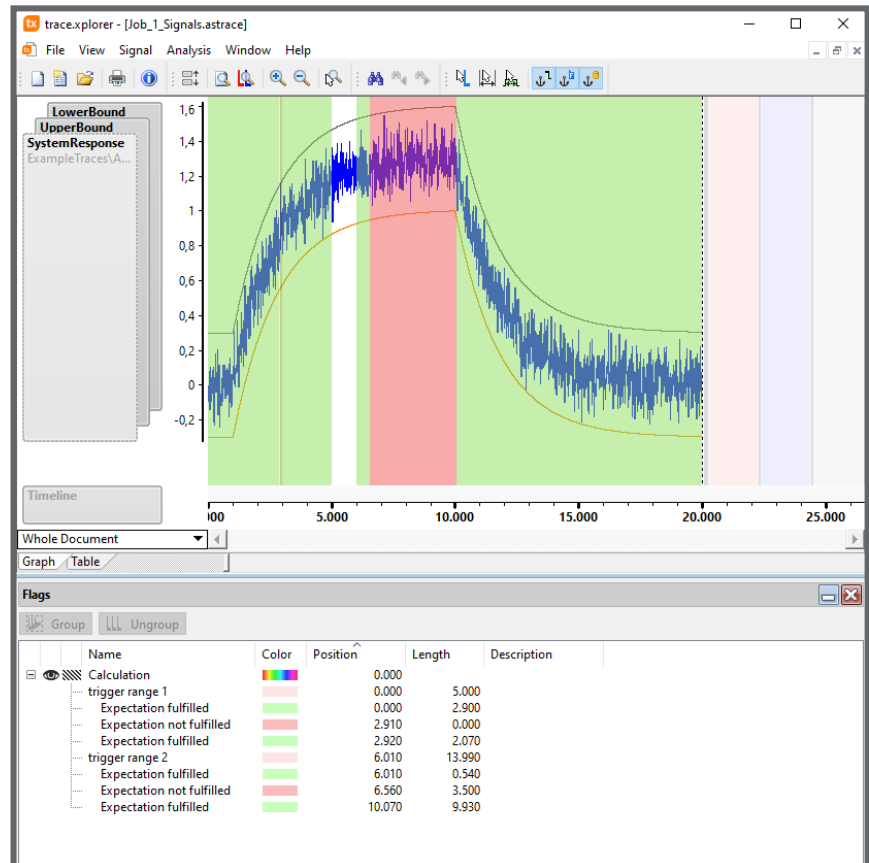 tx trace.xplorer - [Job_1_Signals.astrace]
File View Signal Analysis Window Help
LowerBound
UpperBound
SystemResponse
ExampleTraces\A...
1,6
1,4
1,2
1
0,8
0,6
0,4
0,2
0
-0,2
Timeline
000 5.000 10.000 15.000 20.000 25.000
Whole Document
Graph Table
Flags
Group Ungroup
Name Color Position Length Description
Calculation 0.000
trigger range 1 0.000 5.000
Expectation fulfilled 0.000 2.900
Expectation not fulfilled 2.910 0.000
Expectation fulfilled 2.920 2.070
trigger range 2 6.010 13.990
Expectation fulfilled 6.010 0.540
Expectation not fulfilled 6.560 3.500
Expectation fulfilled 10.070 9.930